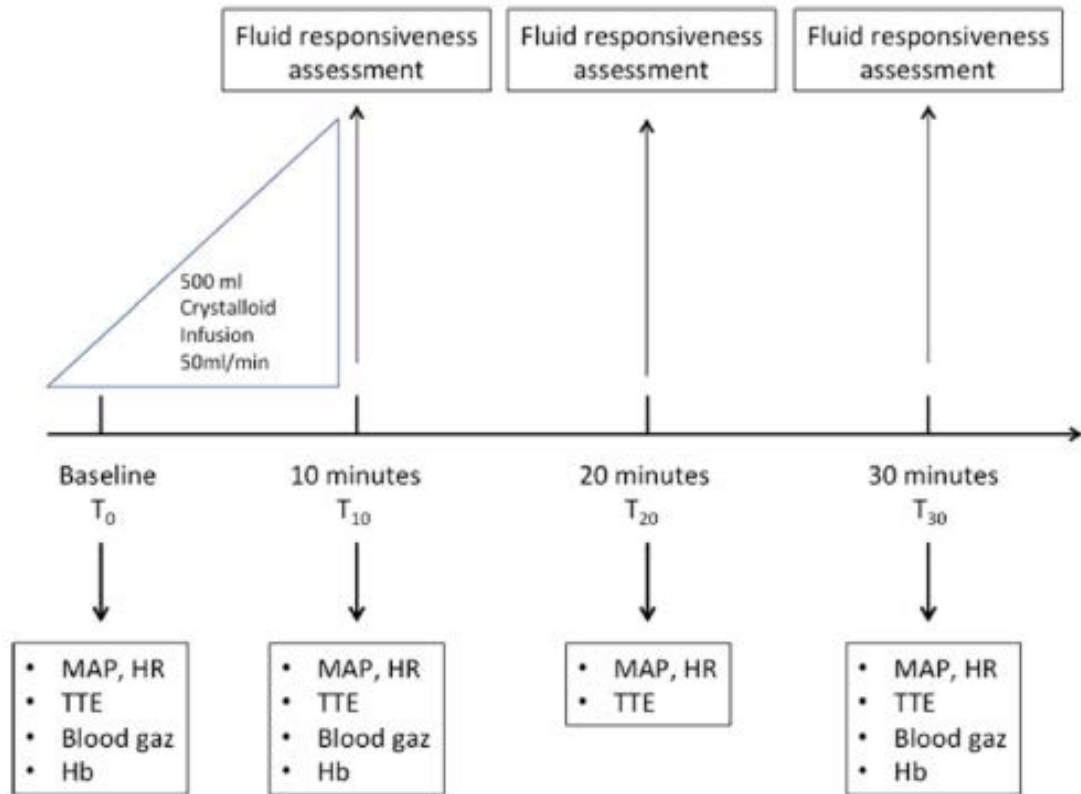 Fluid responsiveness
assessment
Fluid responsiveness
assessment
Fluid responsiveness
assessment
500 ml
Crystalloid
Infusion
50ml/min
Baseline
T₀
10 minutes
T₁₀
20 minutes
T₂₀
30 minutes
T₃₀
• MAP, HR
• TTE
• Blood gaz
• Hb
• MAP, HR
• TTE
• Blood gaz
• Hb
• MAP, HR
• TTE
• MAP, HR
• TTE
• Blood gaz
• Hb